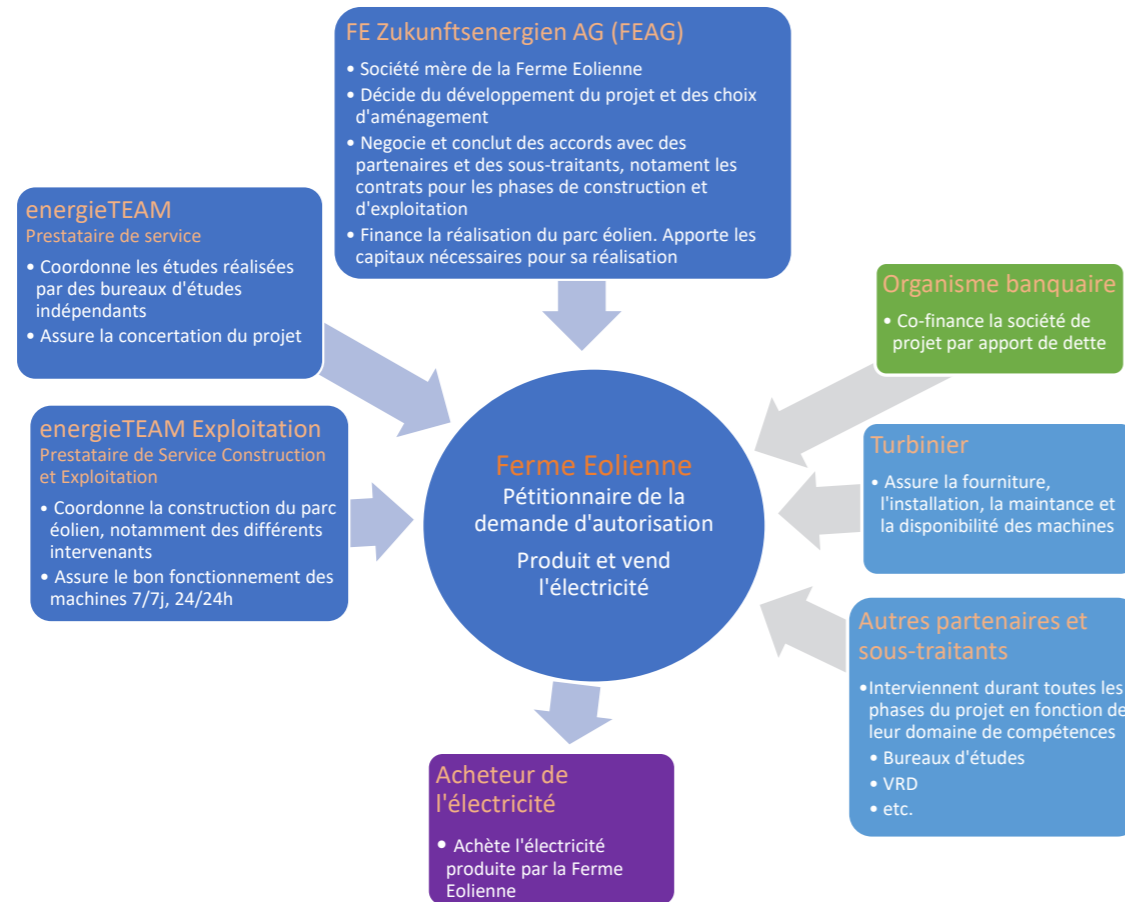 FE Zukunftsenergien AG (FEAG)
• Société mère de la Ferme Eolienne
• Décide du développement du projet et des choix
d'aménagement
• Negocie et conclut des accords avec des
partenaires et des sous-traitants, notament les
contrats pour les phases de construction et
d'exploitation
• Finance la réalisation du parc éolien. Apporte les
capitaux nécessaires pour sa réalisation
energieTEAM
Prestataire de service
• Coordonne les études réalisées
par des bureaux d'études
indépendants
• Assure la concertation du projet
energieTEAM Exploitation
Prestataire de Service Construction
et Exploitation
• Coordonne la construction du parc
éolien, notamment des différents
intervenants
• Assure le bon fonctionnement des
machines 7/7j, 24/24h
Ferme Eolienne
Pétitionnaire de la
demande d'autorisation
Produit et vend
l'électricité
Organisme banquaire
• Co-finance la société de
projet par apport de dette
Turbinier
• Assure la fourniture,
l'installation, la maintance et
la disponibilité des machines
Autres partenaires et
sous-traitants
•Interviennent durant toutes les
phases du projet en fonction de
leur domaine de compétences
• Bureaux d'études
• VRD
• etc.
Acheteur de
l'électricité
• Achète l'électricité
produite par la Ferme
Eolienne